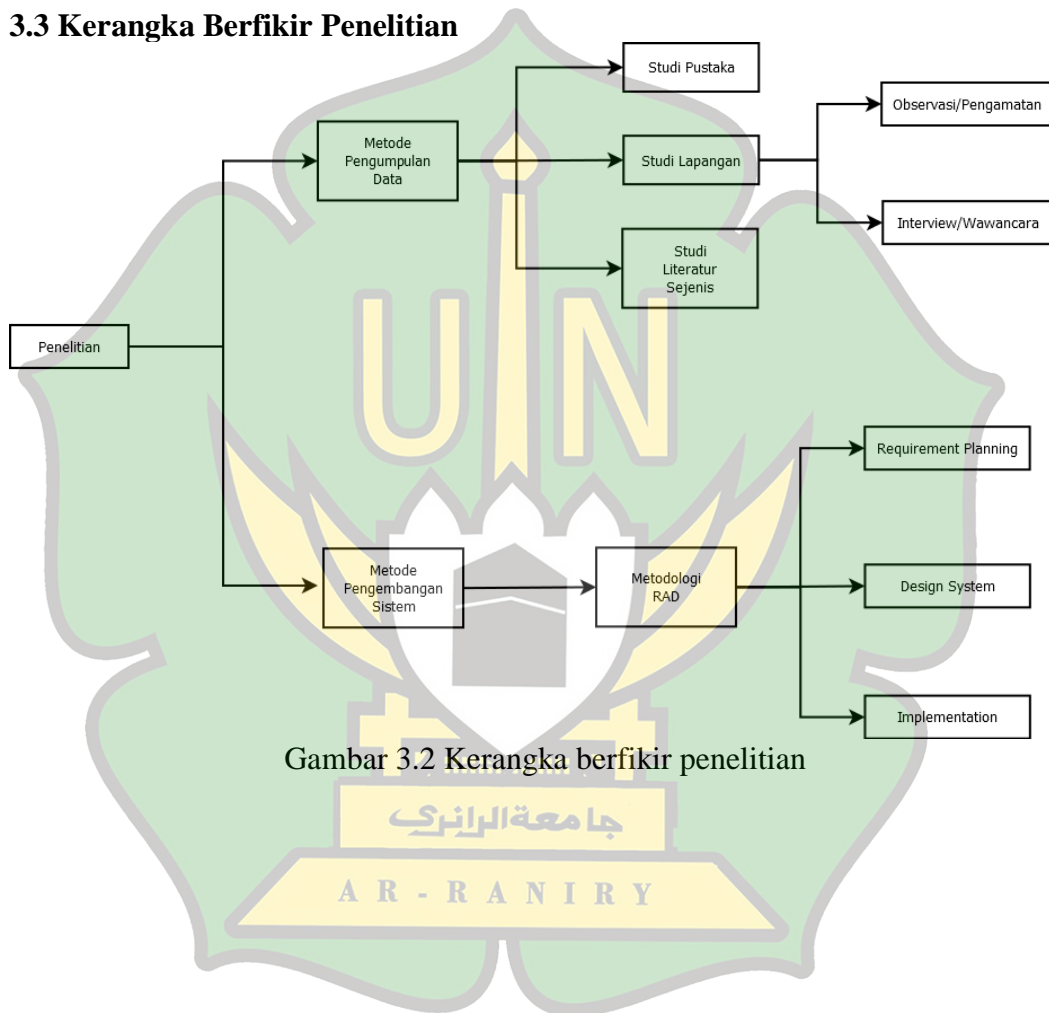 3.3 Kerangka Berfikir Penelitian
Studi Pustaka
Observasi/Pengamatan
Metode
Pengumpulan
Data
Studi Lapangan
Interview/Wawancara
Studi
Literatur
Sejenis
UIN
Penelitian
Requirement Planning
Metode
Pengembangan
Sistem
Metodologi
RAD
Design System
Implementation
Gambar 3.2 Kerangka berfikir penelitian
جامعة الرانري
AR-RANIRY